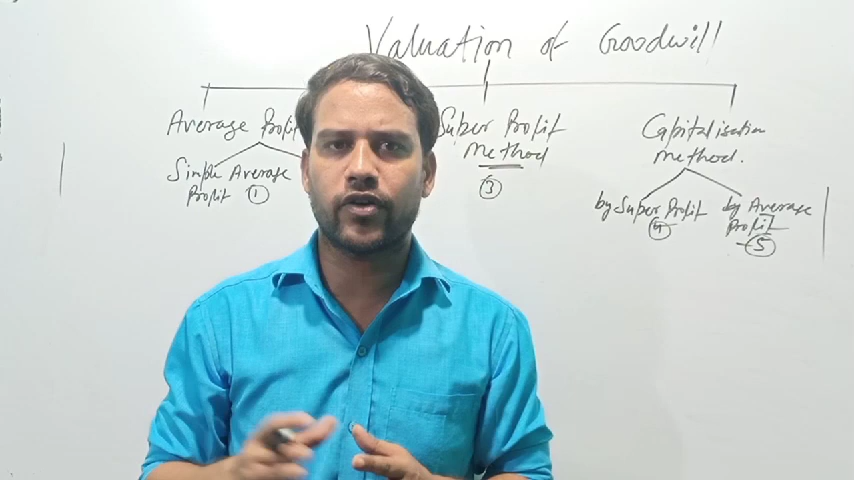 Valuation of Goodwill
Average Profit
Simple Average
Profit 1
Super Profit
Method
3
Capitalisation
method.
by Super Profit
4
by Average
Profit
5